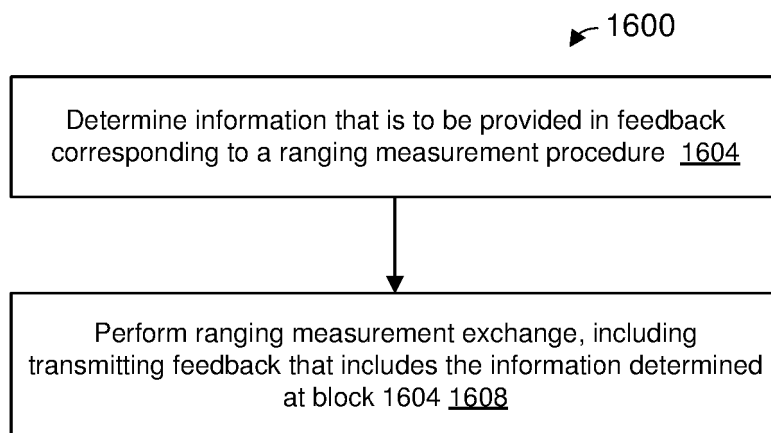 1600
Determine information that is to be provided in feedback
corresponding to a ranging measurement procedure 1604
Perform ranging measurement exchange, including
transmitting feedback that includes the information determined
at block 1604 1608